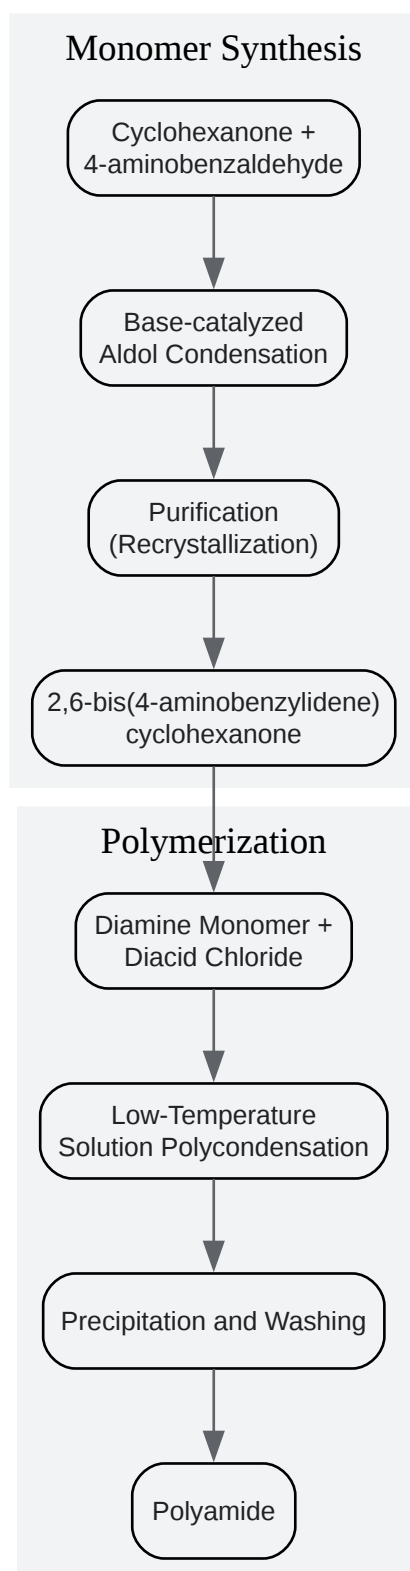 Monomer Synthesis
Cyclohexanone +
4-aminobenzaldehyde
Base-catalyzed
Aldol Condensation
Purification
(Recrystallization)
2,6-bis(4-aminobenzylidene)
cyclohexanone
Polymerization
Diamine Monomer +
Diacid Chloride
Low-Temperature
Solution Polycondensation
Precipitation and Washing
Polyamide